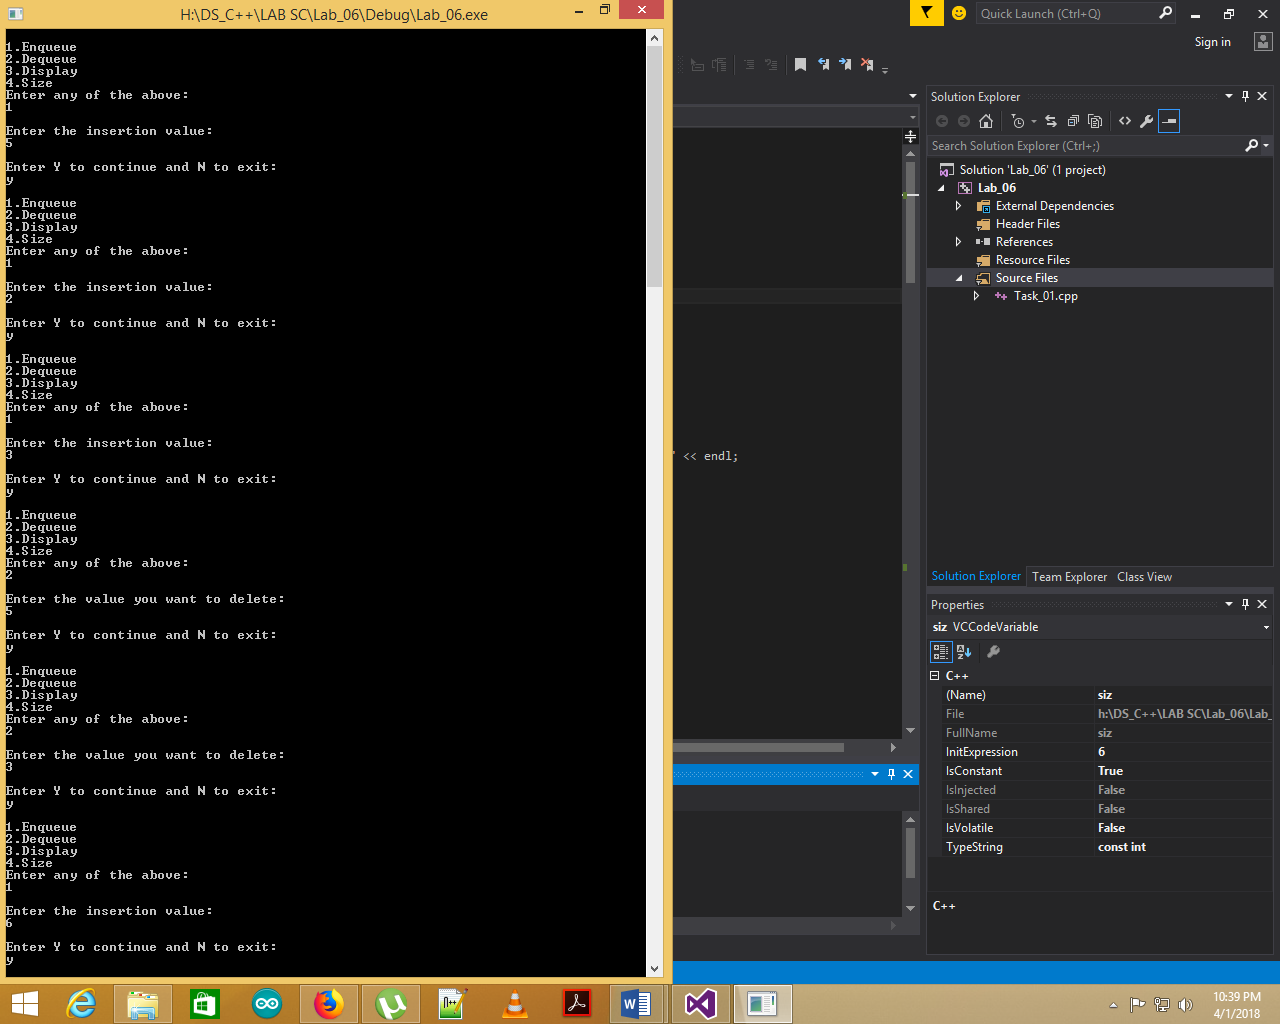 H:\DS_C++\LAB SC\Lab_06\Debug\Lab_06.exe
1.Enqueue
2.Dequeue
3.Display
4.Size
Enter any of the above:
1
Enter the insertion value:
5
Enter Y to continue and N to exit:
y
1.Enqueue
2.Dequeue
3.Display
4.Size
Enter any of the above:
1
Enter the insertion value:
2
Enter Y to continue and N to exit:
y
1.Enqueue
2.Dequeue
3.Display
4.Size
Enter any of the above:
1
Enter the insertion value:
3
Enter Y to continue and N to exit:
y
1.Enqueue
2.Dequeue
3.Display
4.Size
Enter any of the above:
2
Enter the value you want to delete:
5
Enter Y to continue and N to exit:
y
1.Enqueue
2.Dequeue
3.Display
4.Size
Enter any of the above:
2
Enter the value you want to delete:
3
Enter Y to continue and N to exit:
y
1.Enqueue
2.Dequeue
3.Display
4.Size
Enter any of the above:
1
Enter the insertion value:
6
Enter Y to continue and N to exit:
y
Quick Launch (Ctrl+Q)
Sign in
" << endl;
Solution Explorer
Search Solution Explorer (Ctrl+;)
Solution 'Lab_06' (1 project)
Lab_06
External Dependencies
Header Files
References
Resource Files
Source Files
Task_01.cpp
Solution Explorer Team Explorer Class View
Properties
siz VCCodeVariable
C++
(Name) siz
File h:\DS_C++\LAB SC\Lab_06\Lab_
FullName siz
InitExpression 6
IsConstant True
IsInjected False
IsShared False
IsVolatile False
TypeString const int
C++
10:39 PM
4/1/2018